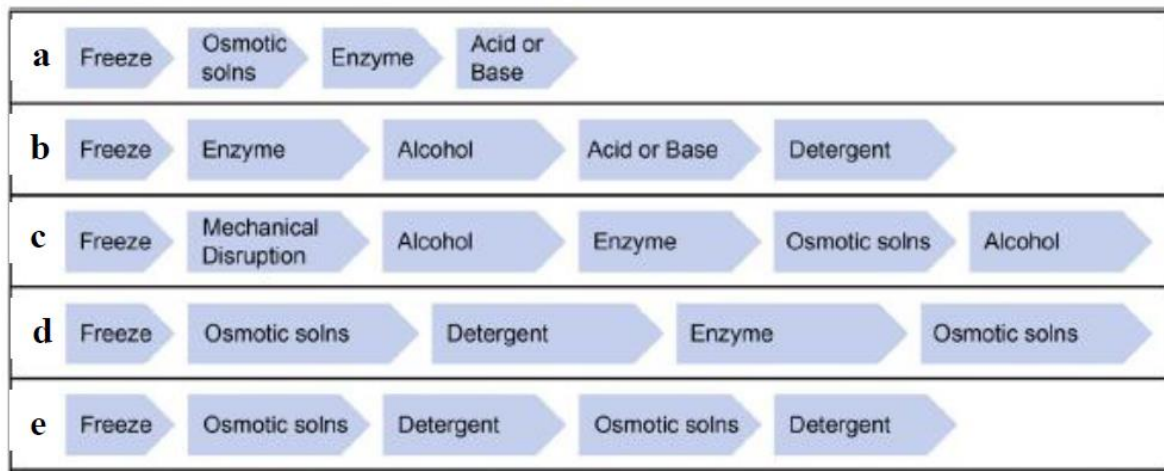 a Freeze Osmotic solns Enzyme Acid or Base
b Freeze Enzyme Alcohol Acid or Base Detergent
c Freeze Mechanical Disruption Alcohol Enzyme Osmotic solns Alcohol
d Freeze Osmotic solns Detergent Enzyme Osmotic solns
e Freeze Osmotic solns Detergent Osmotic solns Detergent